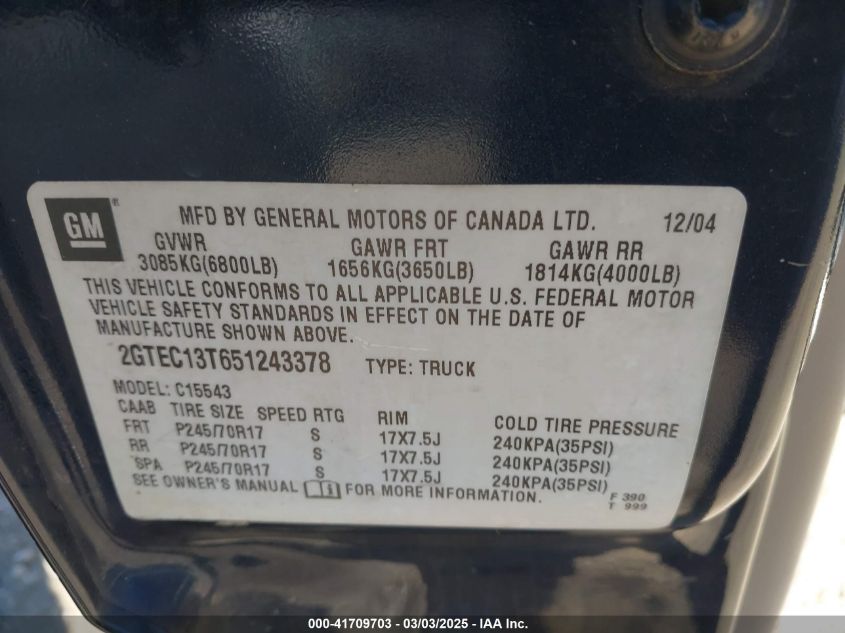 GM® MFD BY GENERAL MOTORS OF CANADA LTD. 12/04
GVWR GAWR FRT GAWR RR
3085KG(6800LB) 1656KG(3650LB) 1814KG(4000LB)
THIS VEHICLE CONFORMS TO ALL APPLICABLE U.S. FEDERAL MOTOR
VEHICLE SAFETY STANDARDS IN EFFECT ON THE DATE OF
MANUFACTURE SHOWN ABOVE.
2GTEC13T651243378 TYPE: TRUCK
MODEL: C15543
CAAB TIRE SIZE SPEED RTG RIM COLD TIRE PRESSURE
FRT P245/70R17 S 17X7.5J 240KPA(35PSI)
RR P245/70R17 S 17X7.5J 240KPA(35PSI)
SPA P245/70R17 S 17X7.5J 240KPA(35PSI)
SEE OWNER'S MANUAL FOR MORE INFORMATION.
F 390
T 999
000-41709703 - 03/03/2025 - IAA Inc.